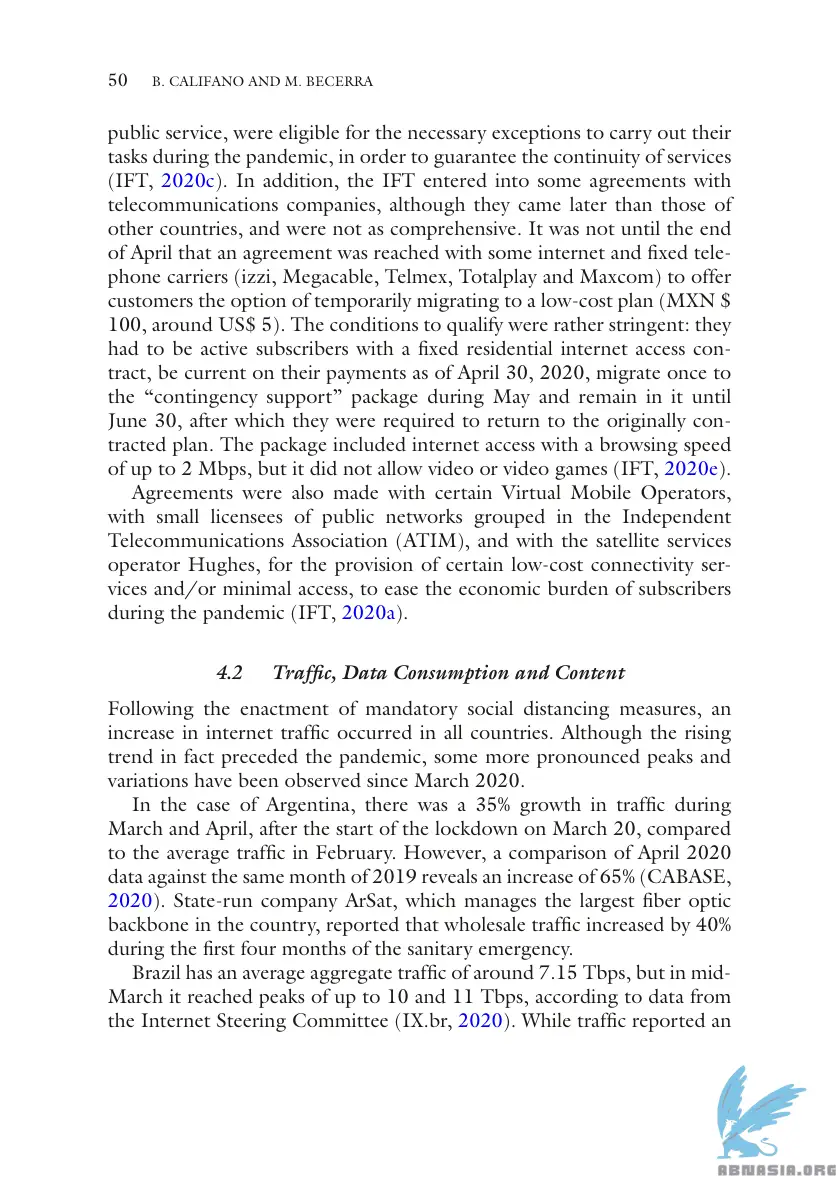 50 B. CALIFANO AND M. BECERRA
public service, were eligible for the necessary exceptions to carry out their
tasks during the pandemic, in order to guarantee the continuity of services
(IFT, 2020c). In addition, the IFT entered into some agreements with
telecommunications companies, although they came later than those of
other countries, and were not as comprehensive. It was not until the end
of April that an agreement was reached with some internet and fixed tele-
phone carriers (izzi, Megacable, Telmex, Totalplay and Maxcom) to offer
customers the option of temporarily migrating to a low-cost plan (MXN $
100, around US$ 5). The conditions to qualify were rather stringent: they
had to be active subscribers with a fixed residential internet access con-
tract, be current on their payments as of April 30, 2020, migrate once to
the “contingency support” package during May and remain in it until
June 30, after which they were required to return to the originally con-
tracted plan. The package included internet access with a browsing speed
of up to 2 Mbps, but it did not allow video or video games (IFT, 2020e).
Agreements were also made with certain Virtual Mobile Operators,
with small licensees of public networks grouped in the Independent
Telecommunications Association (ATIM), and with the satellite services
operator Hughes, for the provision of certain low-cost connectivity ser-
vices and/or minimal access, to ease the economic burden of subscribers
during the pandemic (IFT, 2020a).
4.2 Traffic, Data Consumption and Content
Following the enactment of mandatory social distancing measures, an
increase in internet traffic occurred in all countries. Although the rising
trend in fact preceded the pandemic, some more pronounced peaks and
variations have been observed since March 2020.
In the case of Argentina, there was a 35% growth in traffic during
March and April, after the start of the lockdown on March 20, compared
to the average traffic in February. However, a comparison of April 2020
data against the same month of 2019 reveals an increase of 65% (CABASE,
2020). State-run company ArSat, which manages the largest fiber optic
backbone in the country, reported that wholesale traffic increased by 40%
during the first four months of the sanitary emergency.
Brazil has an average aggregate traffic of around 7.15 Tbps, but in mid-
March it reached peaks of up to 10 and 11 Tbps, according to data from
the Internet Steering Committee (IX.br, 2020). While traffic reported an
ABNASIA.ORG